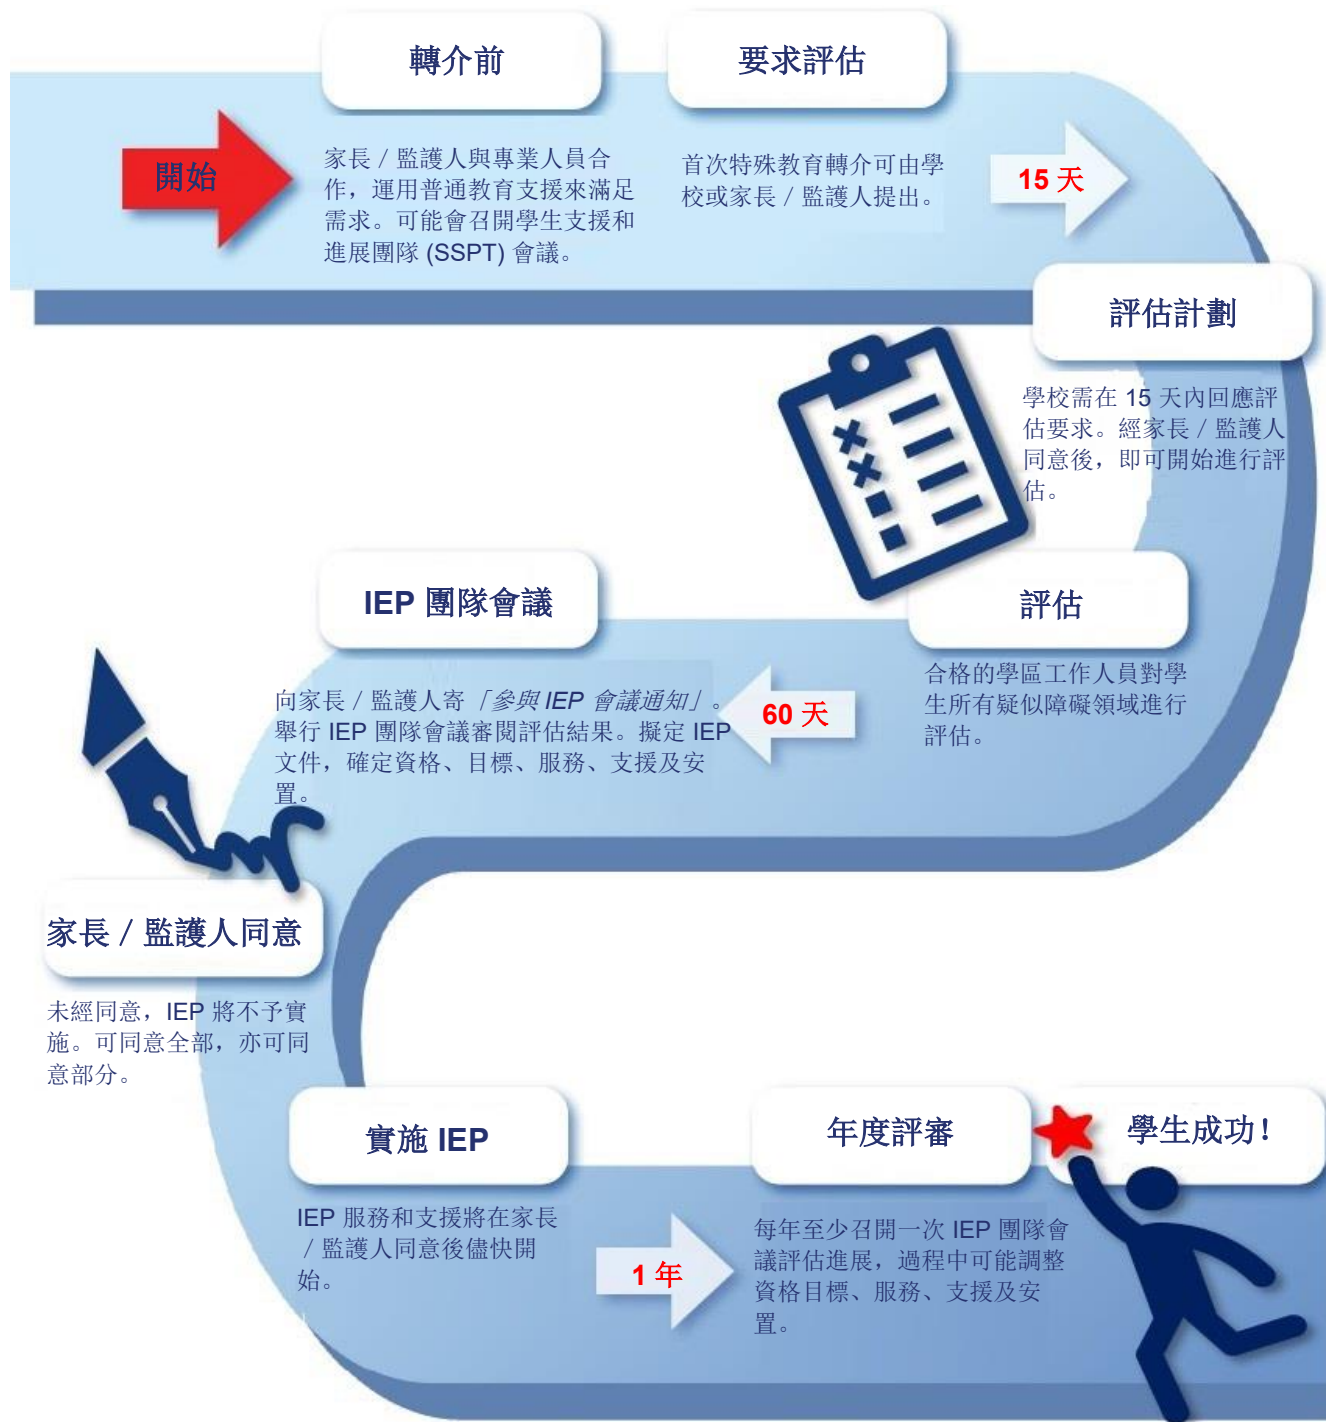 轉介前
要求評估
開始
家長 / 監護人與專業人員合
作，運用普通教育支援來滿足
需求。可能會召開學生支援和
進展團隊 (SSPT) 會議。
首次特殊教育轉介可由學
校或家長 / 監護人提出。
15 天
評估計劃
學校需在 15 天內回應評
估要求。經家長 / 監護人
同意後，即可開始進行評
估。
評估
合格的學區工作人員對學
生所有疑似障礙領域進行
評估。
60 天
IEP 團隊會議
向家長 / 監護人寄「參與 IEP 會議通知」。
舉行 IEP 團隊會議審閱評估結果。擬定 IEP
文件，確定資格、目標、服務、支援及安
置。
家長 / 監護人同意
未經同意，IEP 將不予實
施。可同意全部，亦可同
意部分。
實施 IEP
IEP 服務和支援將在家長
/ 監護人同意後儘快開
始。
1 年
年度評審
每年至少召開一次 IEP 團隊會
議評估進展，過程中可能調整
資格目標、服務、支援及安
置。
學生成功！